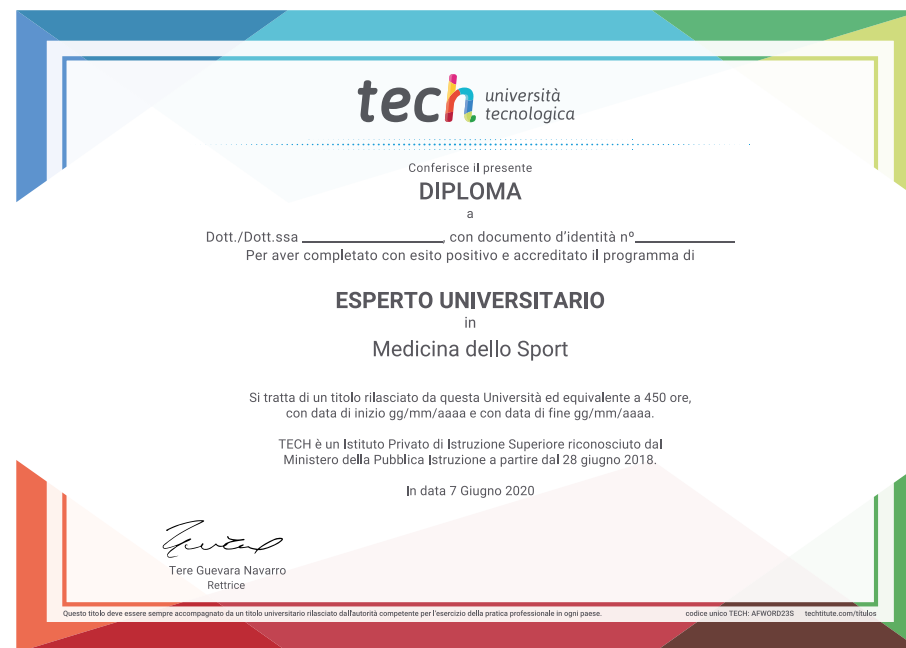 tech università
tecnologica
Conferisce il presente
DIPLOMA
a
Dott./Dott.ssa ________________, con documento d'identità nº____________
Per aver completato con esito positivo e accreditato il programma di
ESPERTO UNIVERSITARIO
in
Medicina dello Sport
Si tratta di un titolo rilasciato da questa Università ed equivalente a 450 ore,
con data di inizio gg/mm/aaaa e con data di fine gg/mm/aaaa.
TECH è un Istituto Privato di Istruzione Superiore riconosciuto dal
Ministero della Pubblica Istruzione a partire dal 28 giugno 2018.
In data 7 Giugno 2020
Tere Guevara Navarro
Rettrice
Questo titolo deve essere sempre accompagnato da un titolo universitario rilasciato dall'autorità competente per l'esercizio della pratica professionale in ogni paese. codice unico TECH: AFWORD23S techtitute.com/títulos